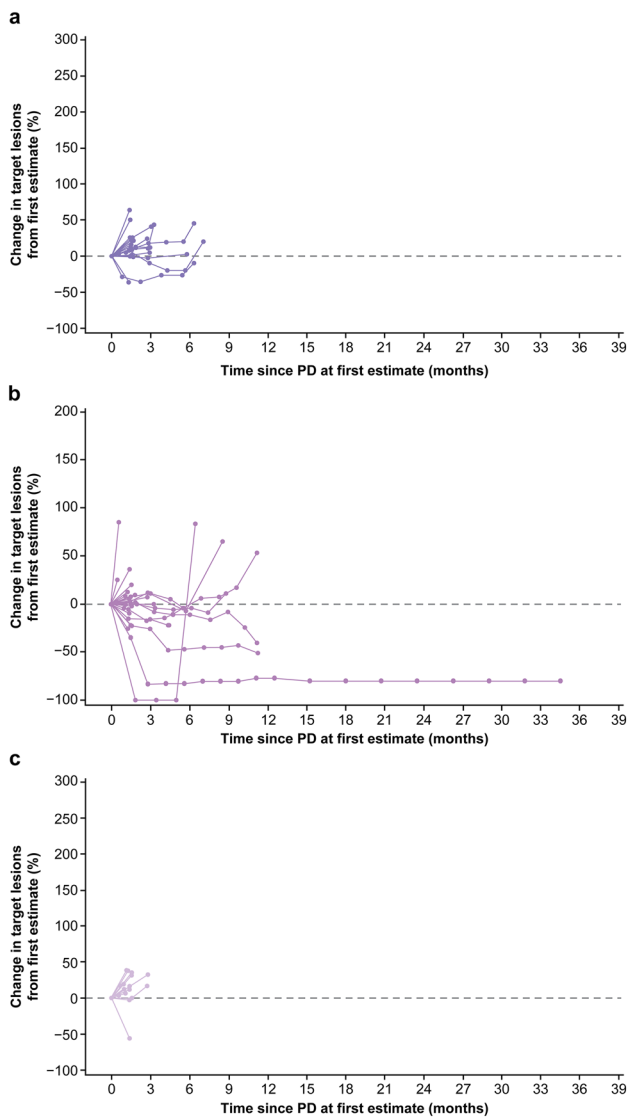 a
Change in target lesions
from first estimate (%)
300
250
200
150
100
50
0
−50
−100
0 3 6 9 12 15 18 21 24 27 30 33 36 39
Time since PD at first estimate (months)
b
Change in target lesions
from first estimate (%)
200
150
100
50
0
−50
−100
0 3 6 9 12 15 18 21 24 27 30 33 36 39
Time since PD at first estimate (months)
c
Change in target lesions
from first estimate (%)
300
250
200
150
100
50
0
−50
−100
0 3 6 9 12 15 18 21 24 27 30 33 36 39
Time since PD at first estimate (months)